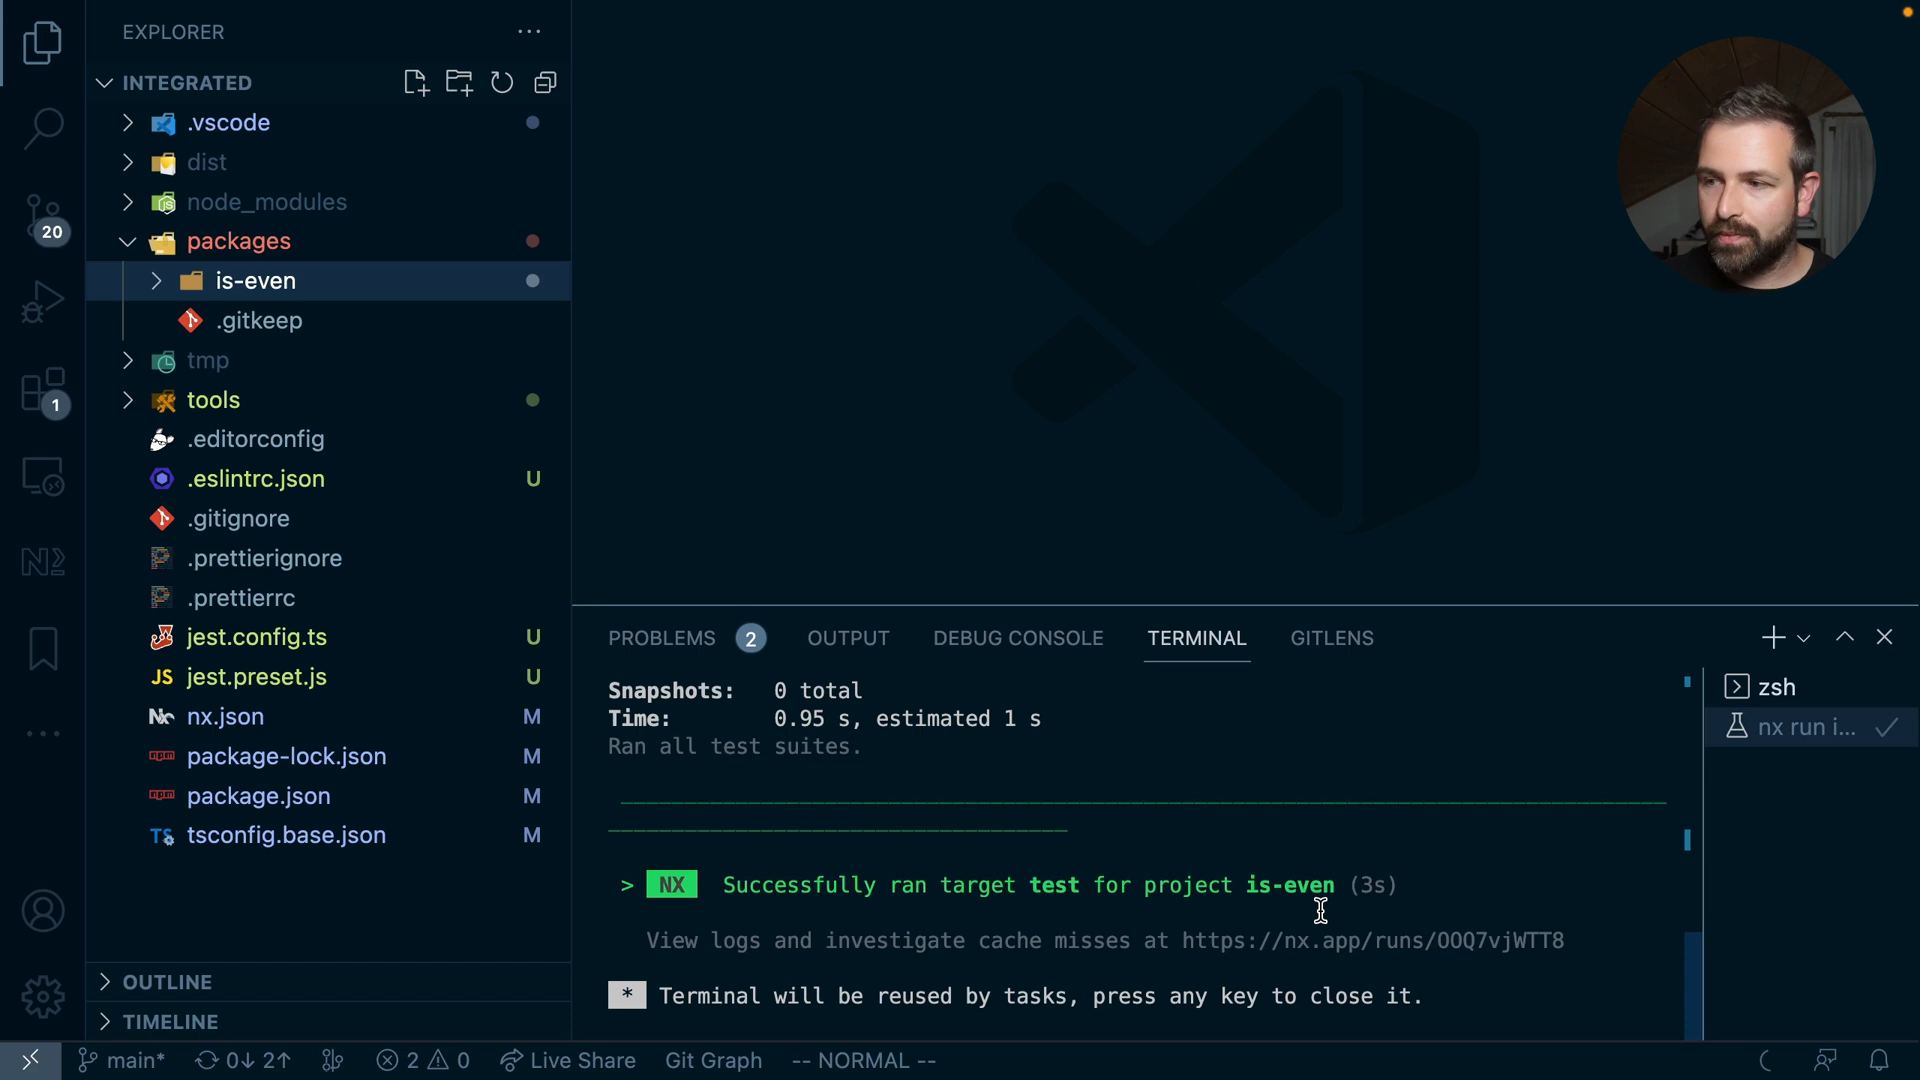 EXPLORER
INTEGRATED
.vscode
dist
node_modules
packages
is-even
.gitkeep
tmp
tools
.editorconfig
.eslintrc.json U
.gitignore
.prettierignore
.prettierrc
jest.config.ts U
JS jest.preset.js U
nx.json M
package-lock.json M
package.json M
TS tsconfig.base.json M
OUTLINE
TIMELINE
20
1
PROBLEMS 2 OUTPUT DEBUG CONSOLE TERMINAL GITLENS
Snapshots: 0 total
Time: 0.95 s, estimated 1 s
Ran all test suites.
> NX Successfully ran target test for project is-even (3s)
View logs and investigate cache misses at https://nx.app/runs/OOQ7vjWTT8
* Terminal will be reused by tasks, press any key to close it.
zsh
nx run i...
main* 0↓ 2↑ 2 0 Live Share Git Graph -- NORMAL --